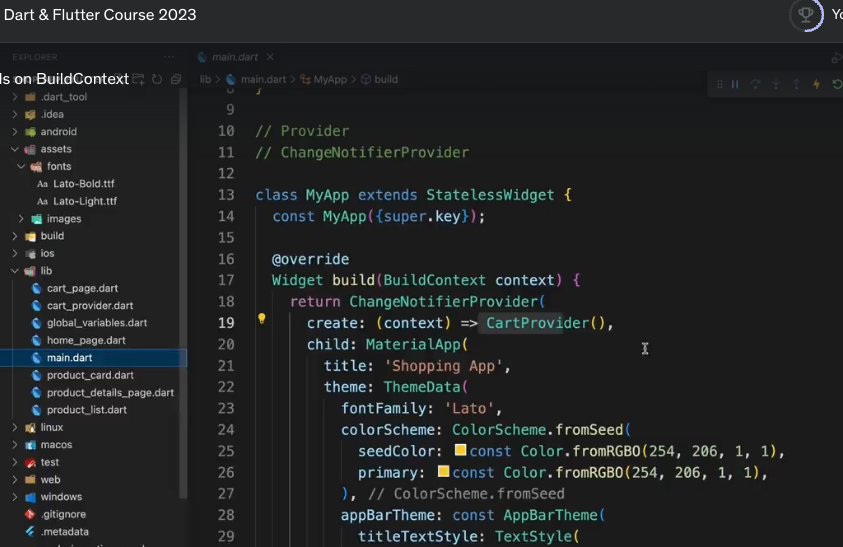 Dart & Flutter Course 2023
EXPLORER
ls on BuildContext
.dart_tool
.idea
android
assets
fonts
Aa Lato-Bold.ttf
Aa Lato-Light.ttf
images
build
ios
lib
cart_page.dart
cart_provider.dart
global_variables.dart
home_page.dart
main.dart
product_card.dart
product_details_page.dart
product_list.dart
linux
macos
test
web
windows
.gitignore
.metadata
main.dart
lib > main.dart > MyApp > build
8 }
9
10 // Provider
11 // ChangeNotifierProvider
12
13 class MyApp extends StatelessWidget {
14 const MyApp({super.key});
15
16 @override
17 Widget build(BuildContext context) {
18 return ChangeNotifierProvider(
19 create: (context) => CartProvider(),
20 child: MaterialApp(
21 title: 'Shopping App',
22 theme: ThemeData(
23 fontFamily: 'Lato',
24 colorScheme: ColorScheme.fromSeed(
25 seedColor: const Color.fromRGBO(254, 206, 1, 1),
26 primary: const Color.fromRGBO(254, 206, 1, 1),
27 ), // ColorScheme.fromSeed
28 appBarTheme: const AppBarTheme(
29 titleTextStyle: TextStyle(